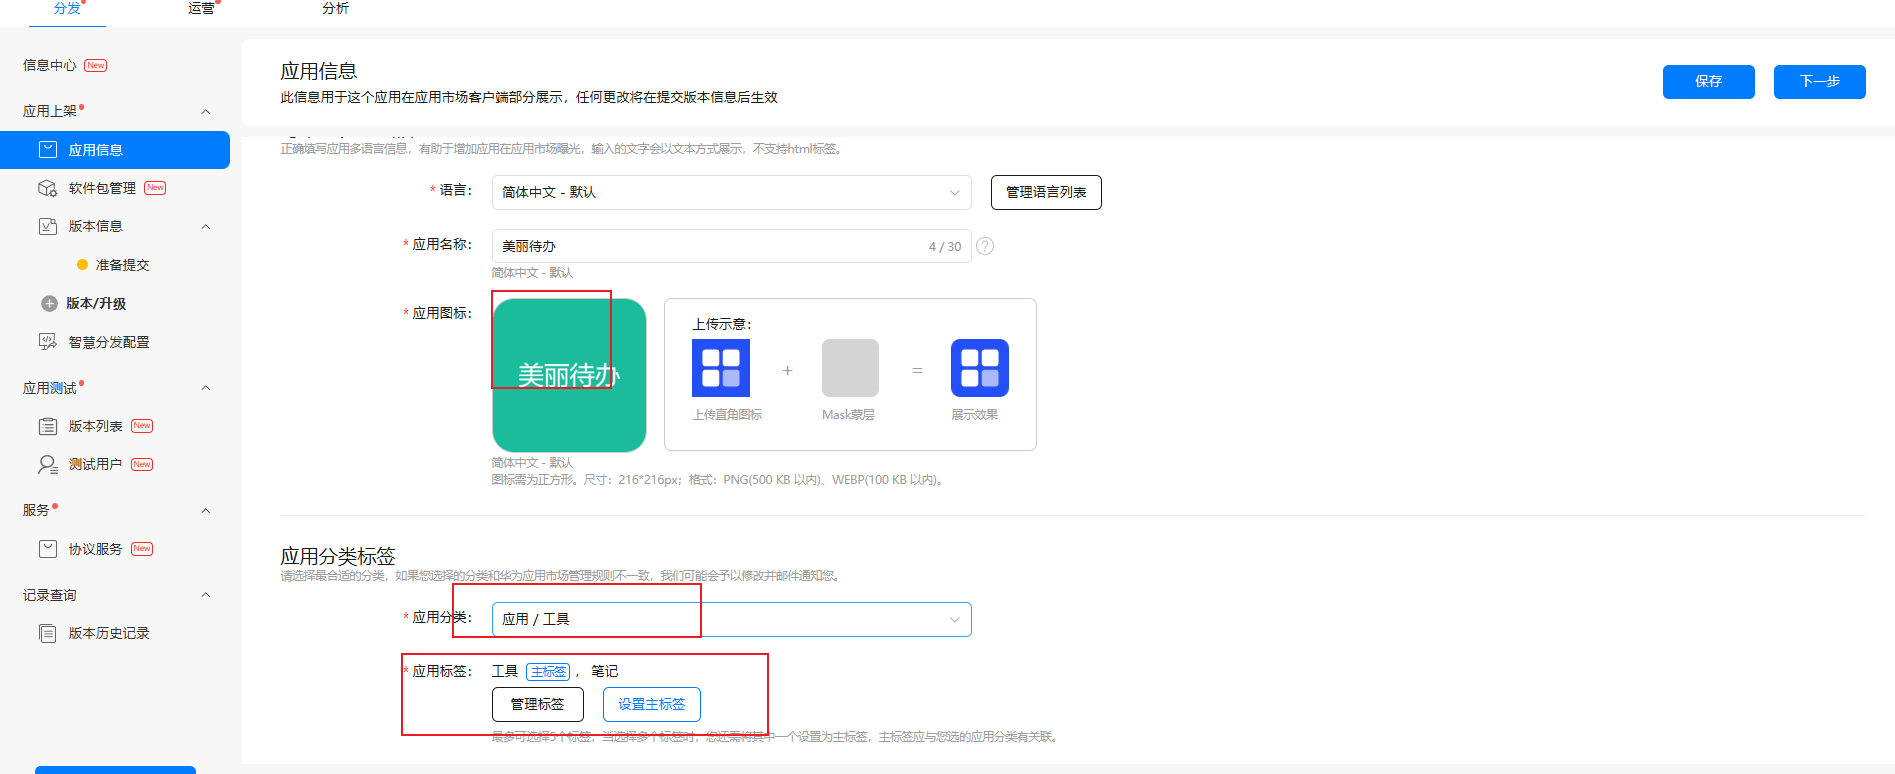 分发
运营
分析
信息中心 New
应用上架
应用信息
软件包管理 New
版本信息
准备提交
版本/升级
智慧分发配置
应用测试
版本列表 New
测试用户 New
服务
协议服务 New
记录查询
版本历史记录
应用信息
此信息用于这个应用在应用市场客户端部分展示，任何更改将在提交版本信息后生效
保存
下一步
正确填写应用多语言信息，有助于增加应用在应用市场曝光，输入的文字会以文本方式展示，不支持html标签。
* 语言：
简体中文 - 默认
管理语言列表
* 应用名称：
美丽待办
4 / 30
?
简体中文 - 默认
* 应用图标：
美丽待办
上传示意：
+
=
上传直角图标
Mask蒙层
展示效果
简体中文 - 默认
图标需为正方形。尺寸：216*216px；格式：PNG(500 KB 以内)、WEBP(100 KB 以内)。
应用分类标签
请选择最合适的分类，如果您选择的分类和华为应用市场管理规则不一致，我们可能会予以修改并邮件通知您。
* 应用分类：
应用 / 工具
* 应用标签：
工具 主标签 ， 笔记
管理标签
设置主标签
最多可选择5个标签，当选择多个标签时，您还需将其中一个设置为主标签，主标签应与您选的应用分类有关联。